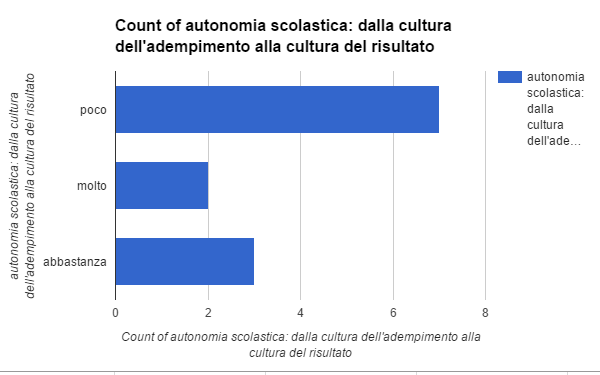 Count of autonomia scolastica: dalla cultura
dell'adempimento alla cultura del risultato
autonomia scolastica: dalla cultura
dell'adempimento alla cultura del risultato
poco
molto
abbastanza
0 2 4 6 8
Count of autonomia scolastica: dalla cultura dell'adempimento alla
cultura del risultato
autonomia
scolastica:
dalla
cultura
dell'ade...